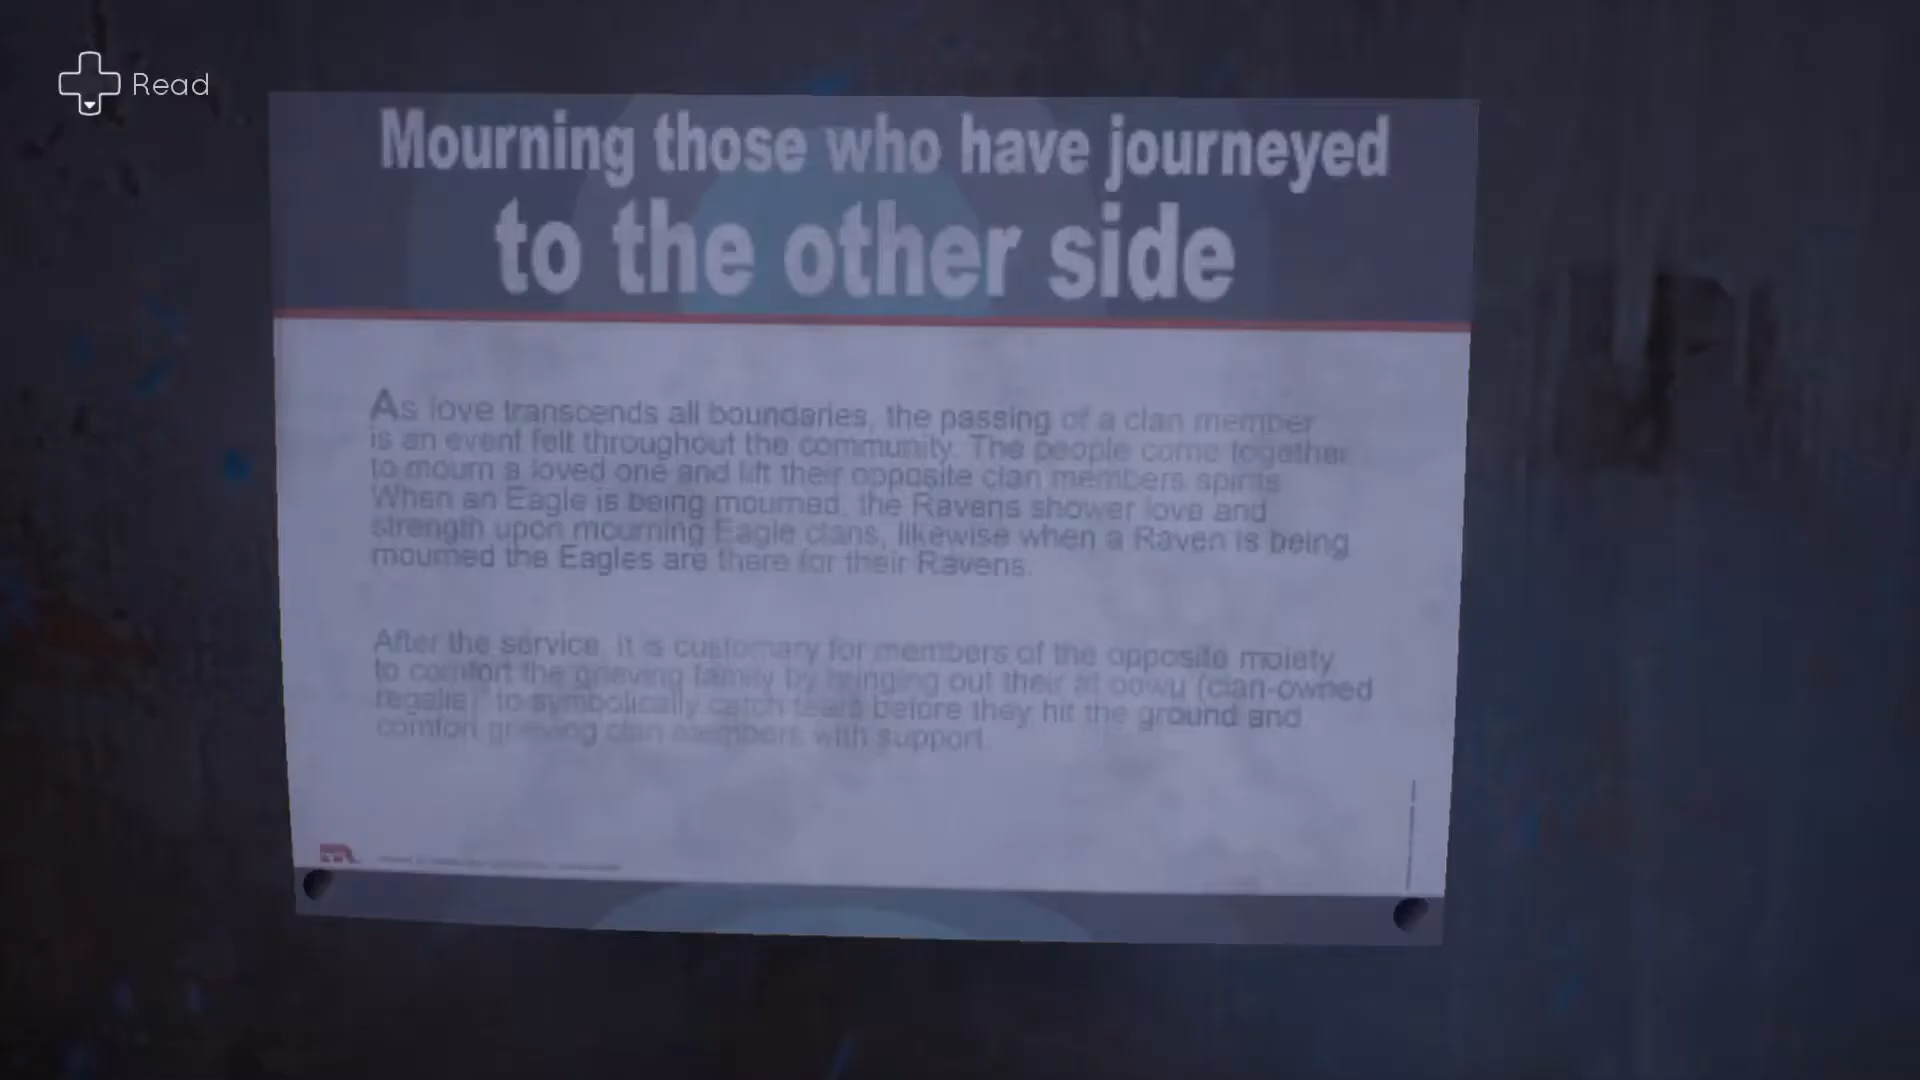 Read
Mourning those who have journeyed
to the other side
As love transcends all boundaries, the passing of a clan member
is an event felt throughout the community. The people come together
to mourn a loved one and lift their opposite clan members spirits
When an Eagle is being mourned, the Ravens shower love and
strength upon mourning Eagle clans, likewise when a Raven is being
mourned the Eagles are there for their Ravens.
After the service, it is customary for members of the opposite moiety
to comfort the grieving family by bringing out their at oowu (clan-owned
regalia) to symbolically catch tears before they hit the ground and
comfort grieving clan members with support.